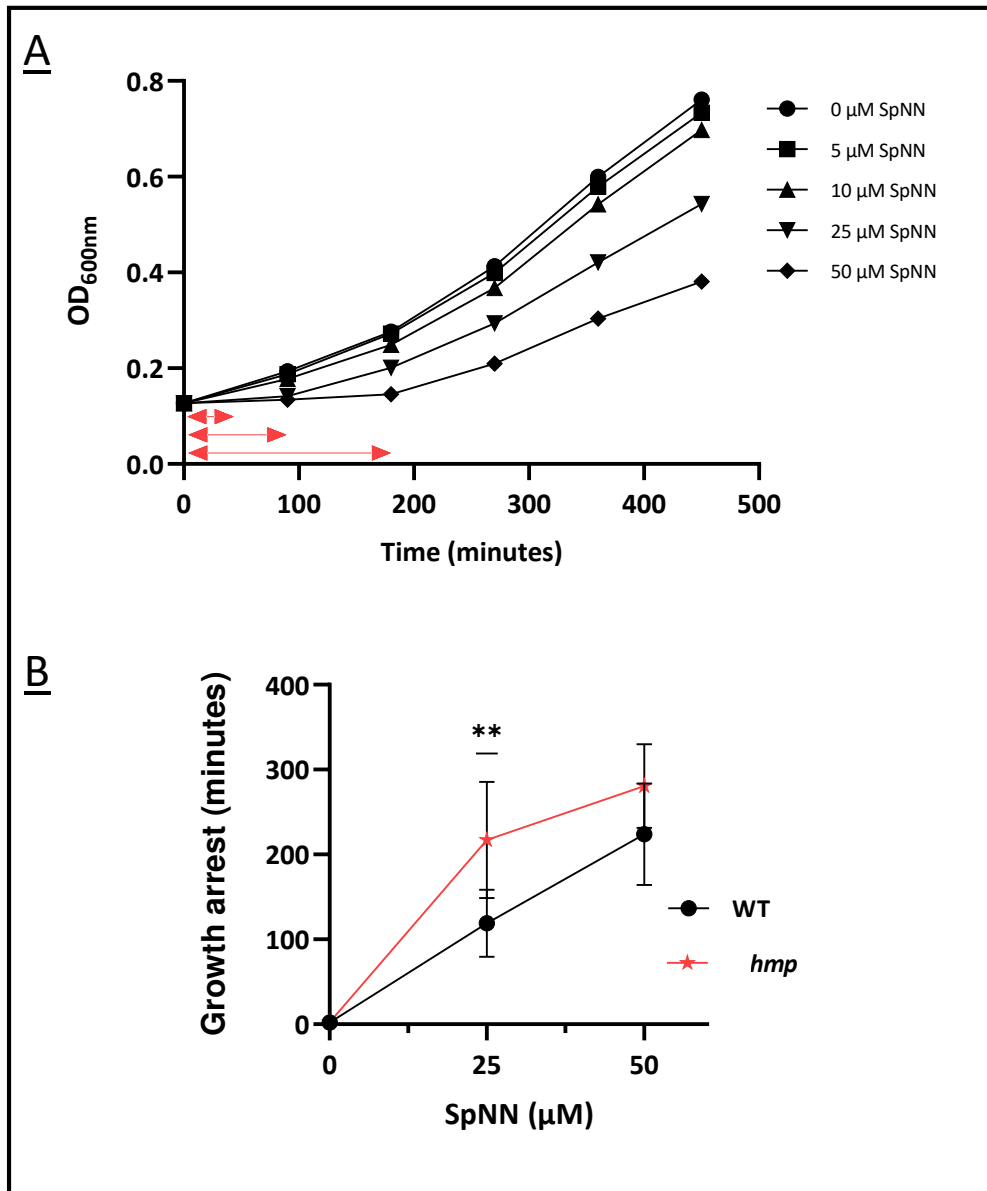 A
0.8
0.6
0.4
0.2
0.0
OD600nm
0 100 200 300 400 500
Time (minutes)
0 µM SpNN
5 µM SpNN
10 µM SpNN
25 µM SpNN
50 µM SpNN
B
400
300
200
100
0
Growth arrest (minutes)
**
0 25 50
SpNN (µM)
WT
hmp